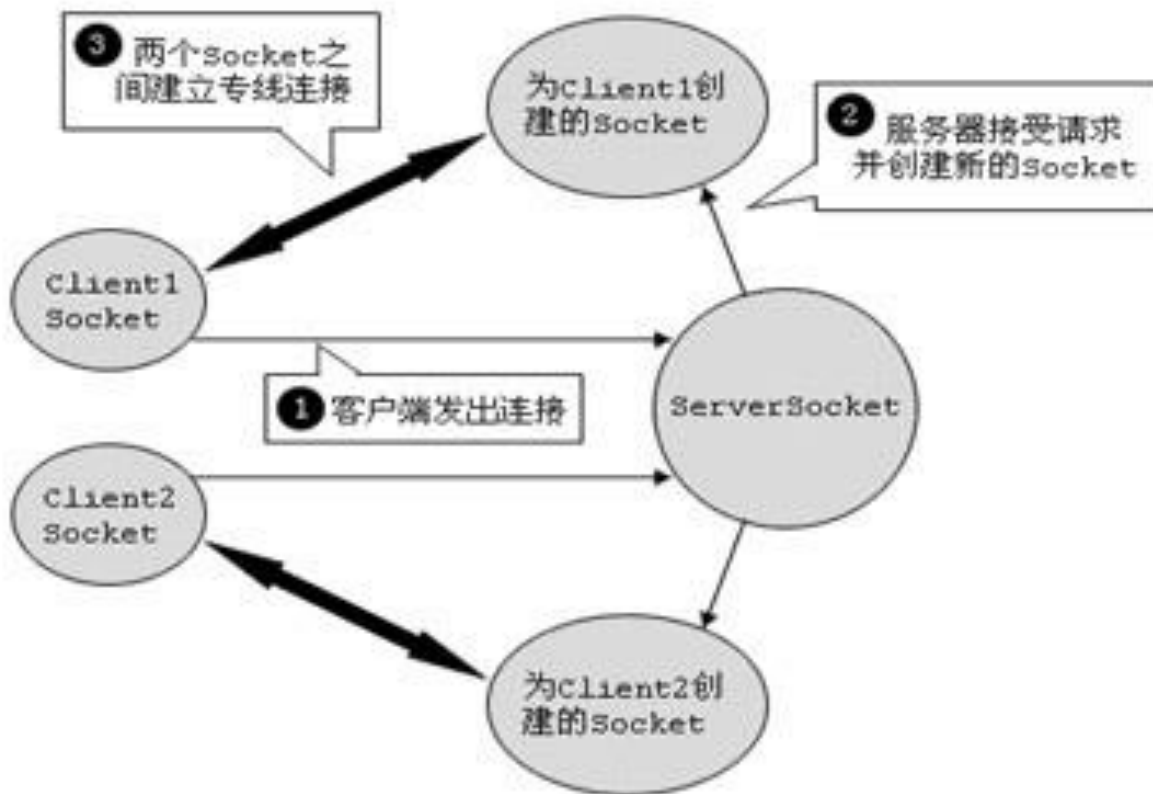 ❸ 两个Socket之
间建立专线连接
为Client1创
建的Socket
❷ 服务器接受请求
并创建新的Socket
Client1
Socket
❶ 客户端发出连接
ServerSocket
Client2
Socket
为Client2创
建的Socket